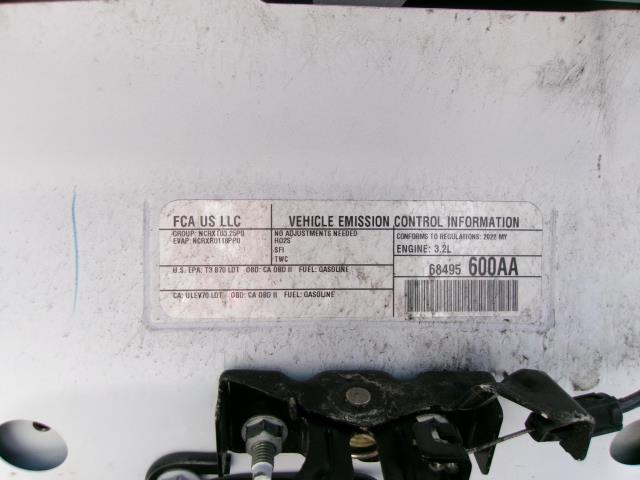 FCA US LLC
VEHICLE EMISSION CONTROL INFORMATION
GROUP: NCRXT03.25P0
EVAP: NCRXR0118PP0
NO ADJUSTMENTS NEEDED
HO2S
SFI
TWC
CONFORMS TO REGULATIONS: 2022 MY
ENGINE: 3.2L
U.S. EPA: T3 B70 LDT OBD: CA OBD II FUEL: GASOLINE
CA: ULEV70 LDT OBD: CA OBD II FUEL: GASOLINE
68495 600AA